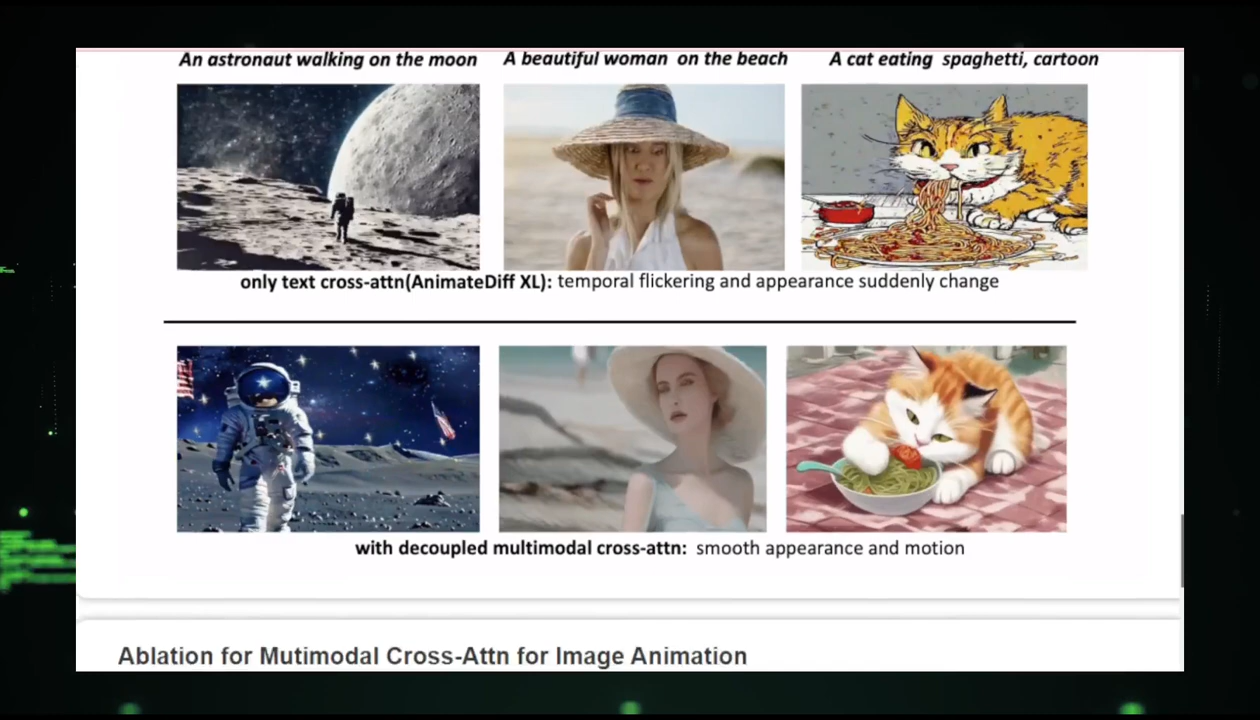 An astronaut walking on the moon
A beautiful woman on the beach
A cat eating spaghetti, cartoon
only text cross-attn(AnimateDiff XL): temporal flickering and appearance suddenly change
with decoupled multimodal cross-attn: smooth appearance and motion
Ablation for Mutimodal Cross-Attn for Image Animation